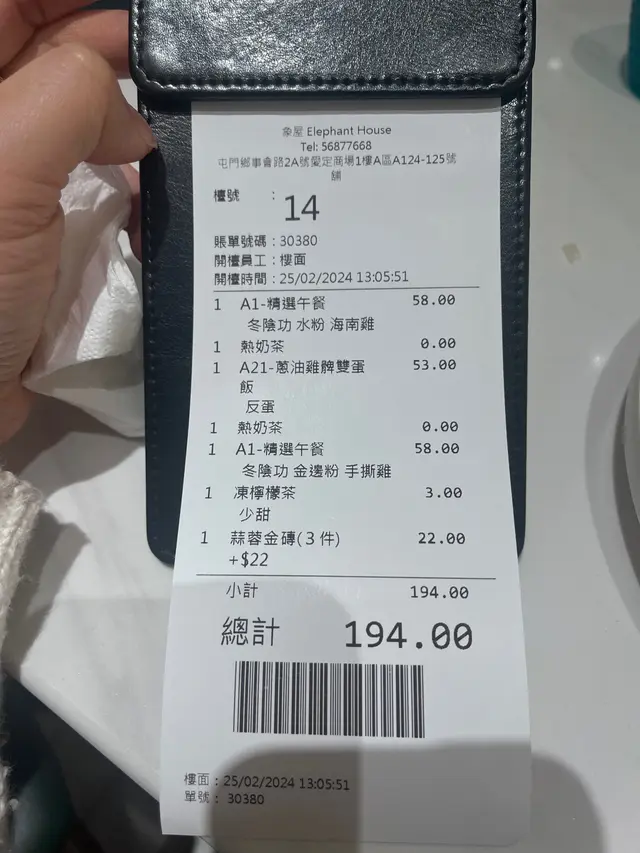 象屋 Elephant House
Tel: 56877668
屯門鄉事會路2A號愛定商場1樓A區A124-125號
舖
檯號 : 14
賬單號碼 : 30380
開檯員工 : 樓面
開檯時間 : 25/02/2024 13:05:51
1 A1-精選午餐 58.00
冬陰功 水粉 海南雞
1 熱奶茶 0.00
1 A21-蔥油雞髀雙蛋 53.00
飯
反蛋
1 熱奶茶 0.00
1 A1-精選午餐 58.00
冬陰功 金邊粉 手撕雞
1 凍檸檬茶 3.00
少甜
1 蒜蓉金磚(3 件) 22.00
+$22
小計 194.00
總計 194.00
樓面 : 25/02/2024 13:05:51
單號 : 30380